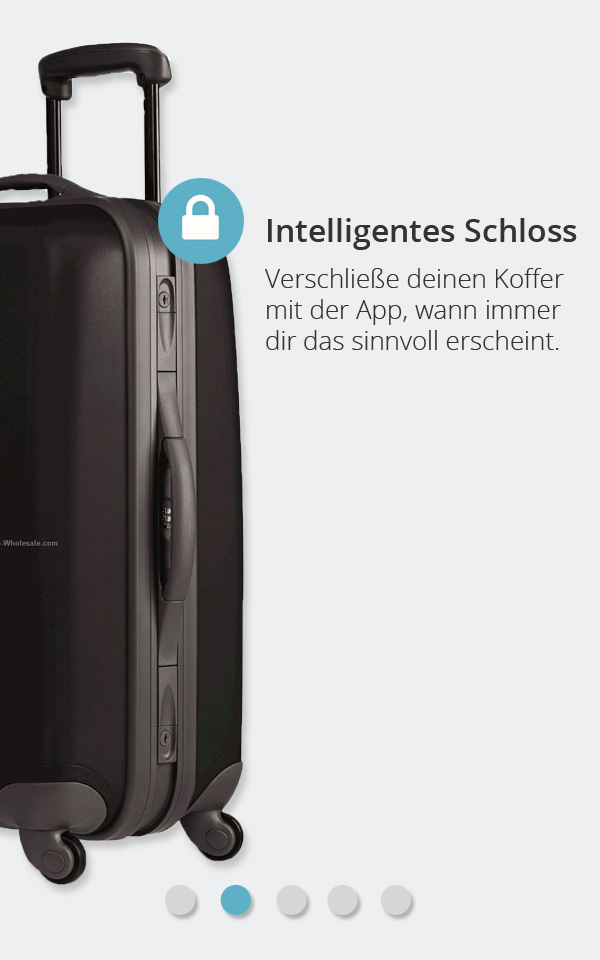 Intelligentes Schloss
Verschließe deinen Koffer
mit der App, wann immer
dir das sinnvoll erscheint.
-Wholesale.com